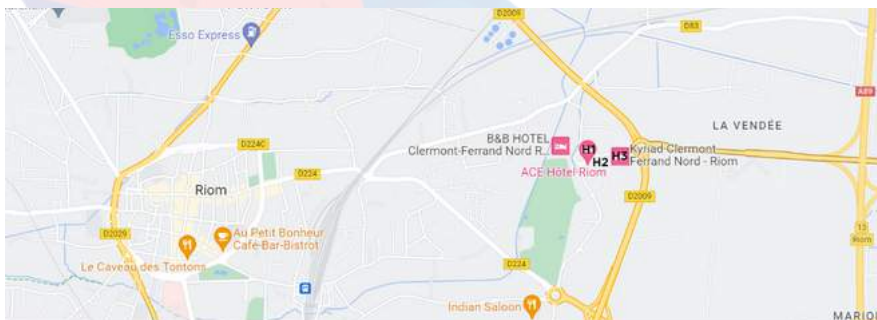 D2009
D83
Esso Express
A89
LA VENDÉE
B&B HOTEL
Clermont-Ferrand Nord R...
H1
H2
H3
Kyriad Clermont
Ferrand Nord - Riom
ACE Hôtel Riom
D224C
D224
Riom
D2009
D2029
Au Petit Bonheur
Café-Bar-Bistrot
Le Caveau des Tontons
13
Riom
D224
Indian Saloon